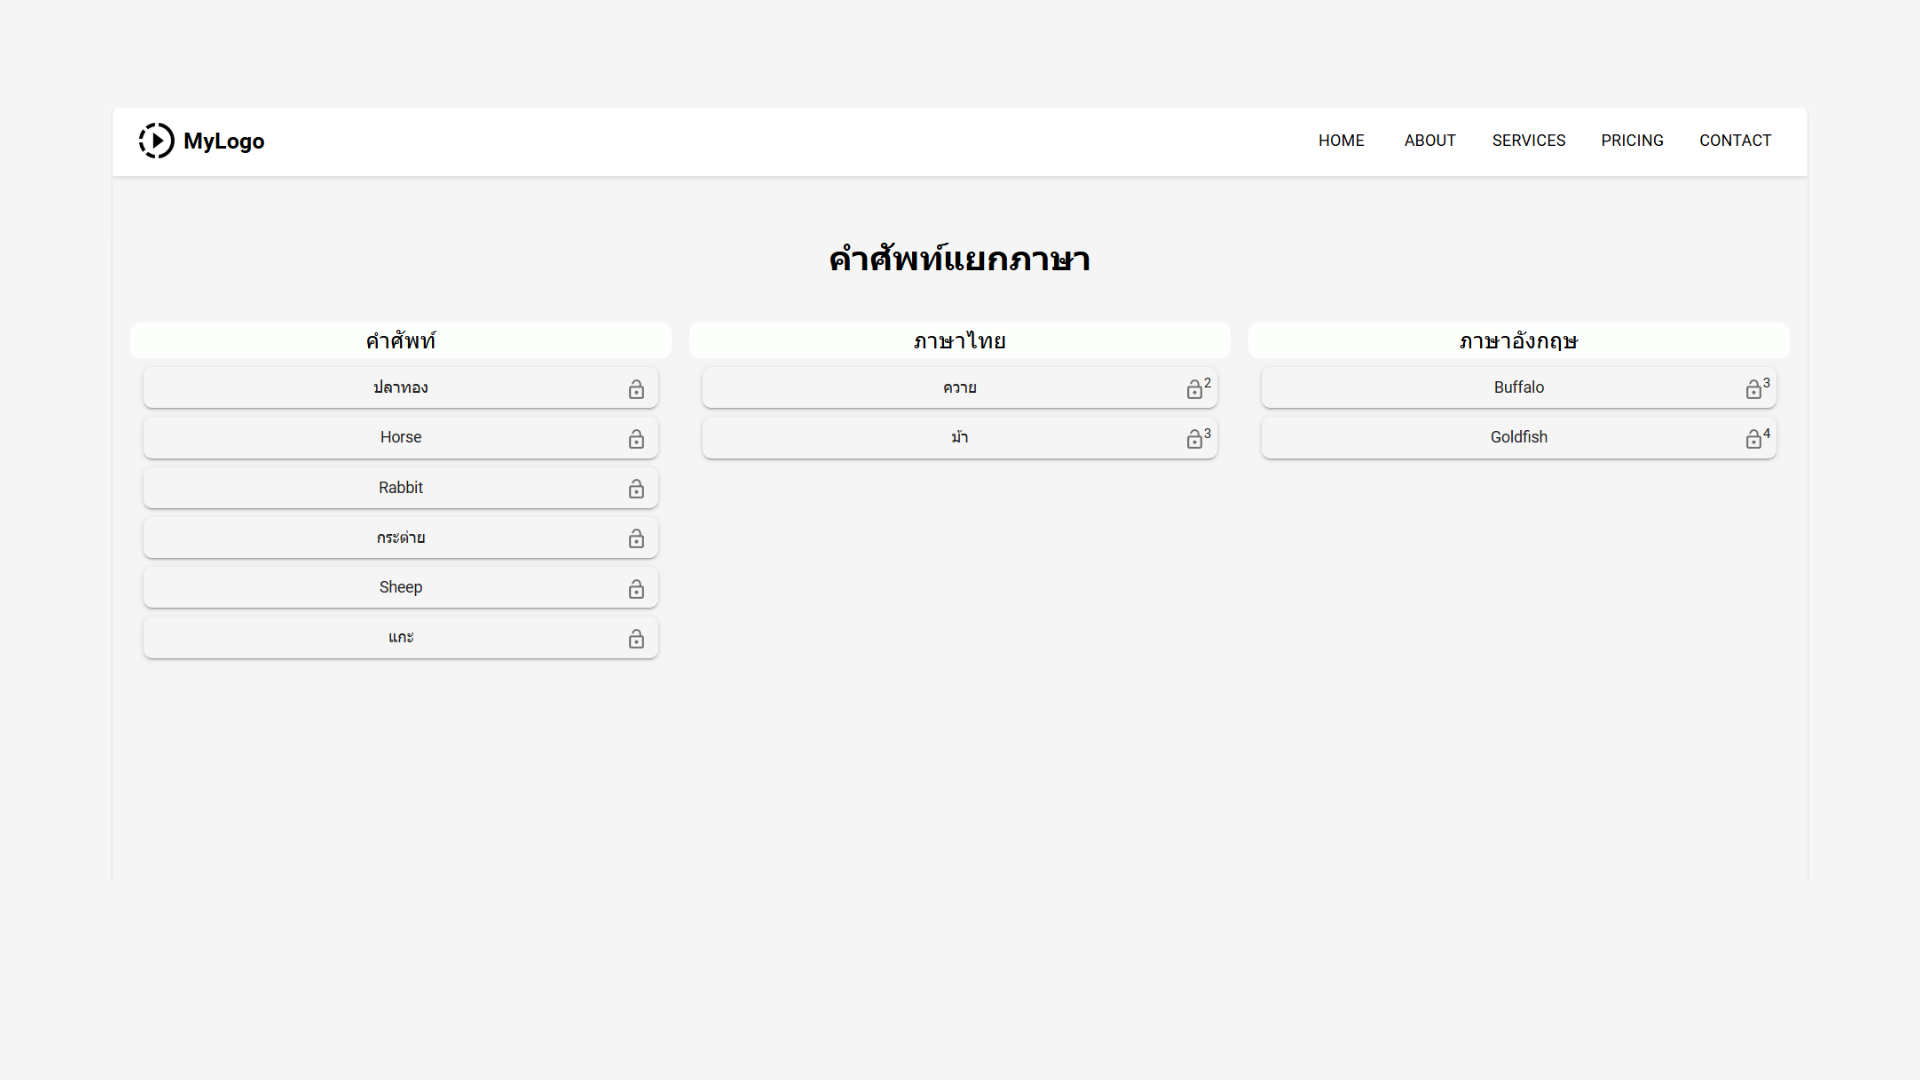 MyLogo
HOME ABOUT SERVICES PRICING CONTACT
คำศัพท์แยกภาษา
คำศัพท์
ปลาทอง
Horse
Rabbit
กระต่าย
Sheep
แกะ
ภาษาไทย
ควาย 2
ม้า 3
ภาษาอังกฤษ
Buffalo 3
Goldfish 4